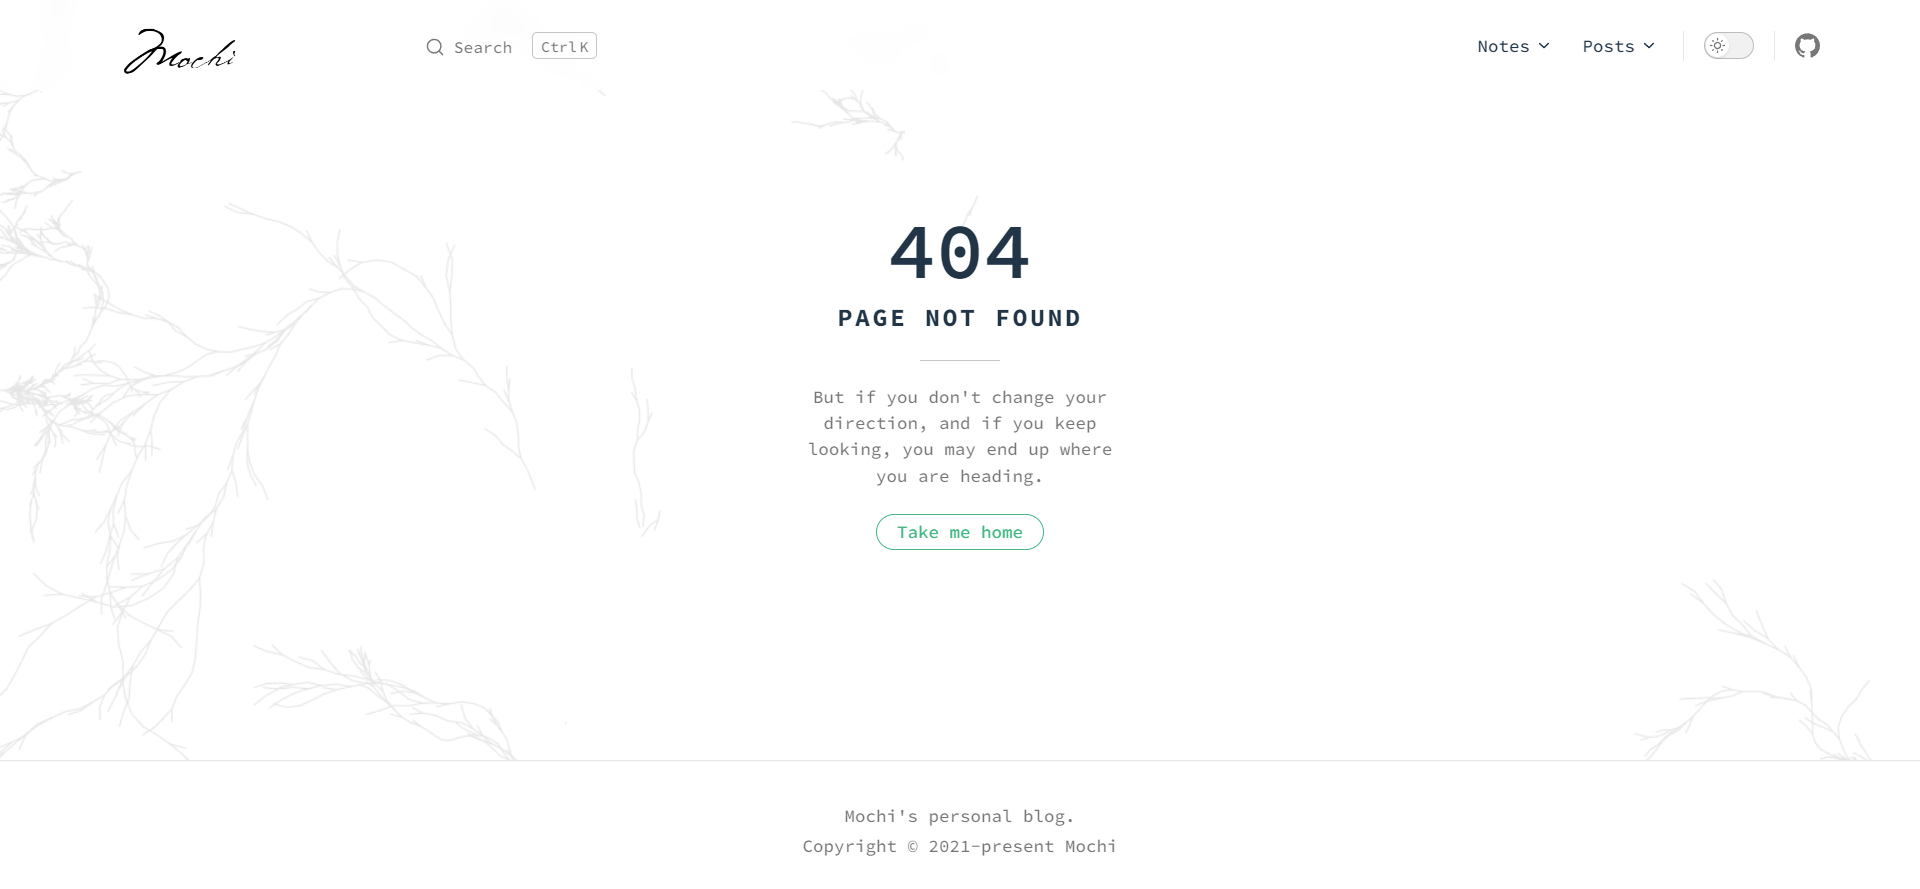 Mochi
Search Ctrl K
Notes Posts
404
PAGE NOT FOUND
But if you don't change your
direction, and if you keep
looking, you may end up where
you are heading.
Take me home
Mochi's personal blog.
Copyright © 2021-present Mochi